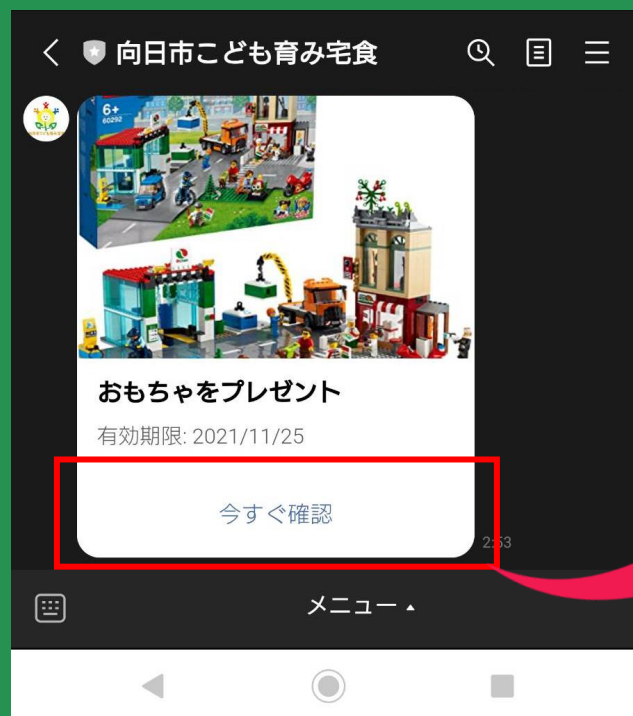 向日市こども育み宅食
6+
60292
おもちゃをプレゼント
有効期限: 2021/11/25
今すぐ確認
2:53
メニュー